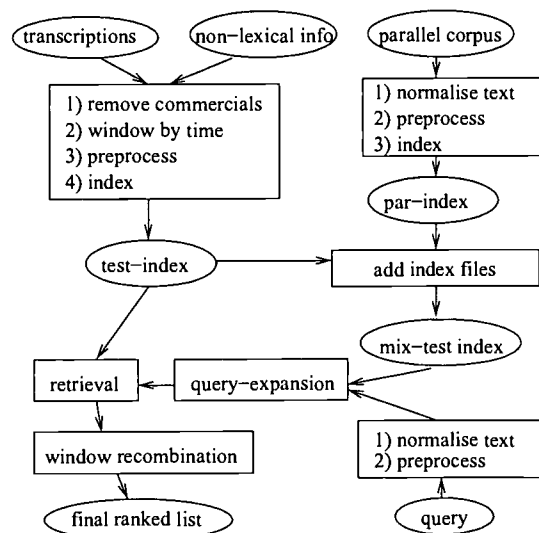 transcriptions
non-lexical info
parallel corpus
1) remove commercials
2) window by time
3) preprocess
4) index
1) normalise text
2) preprocess
3) index
par-index
test-index
add index files
mix-test index
retrieval
query-expansion
1) normalise text
2) preprocess
window recombination
final ranked list
query